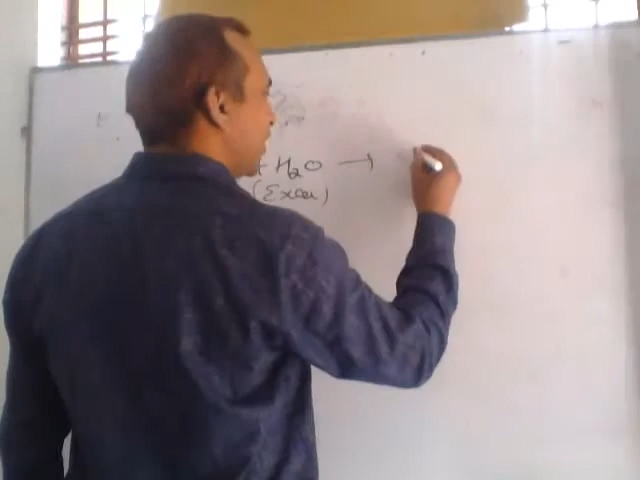 + H₂O →
(Excess)